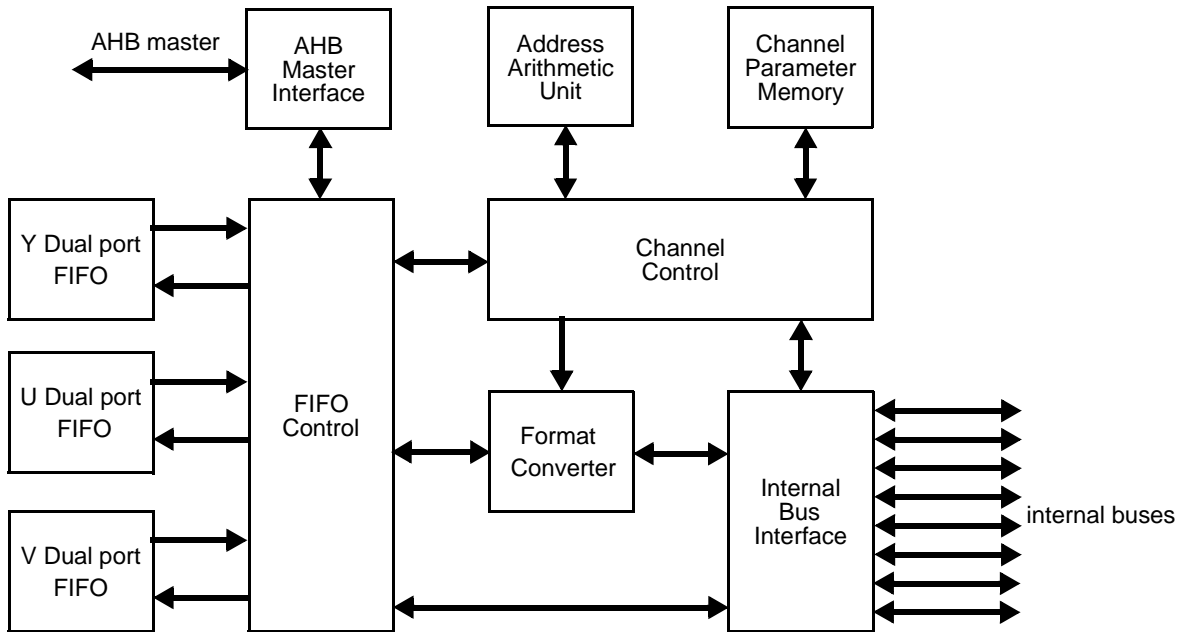 AHB master
AHB
Master
Interface
Address
Arithmetic
Unit
Channel
Parameter
Memory
Y Dual port
FIFO
Channel
Control
U Dual port
FIFO
FIFO
Control
Format
Converter
Internal
Bus
Interface
internal buses
V Dual port
FIFO